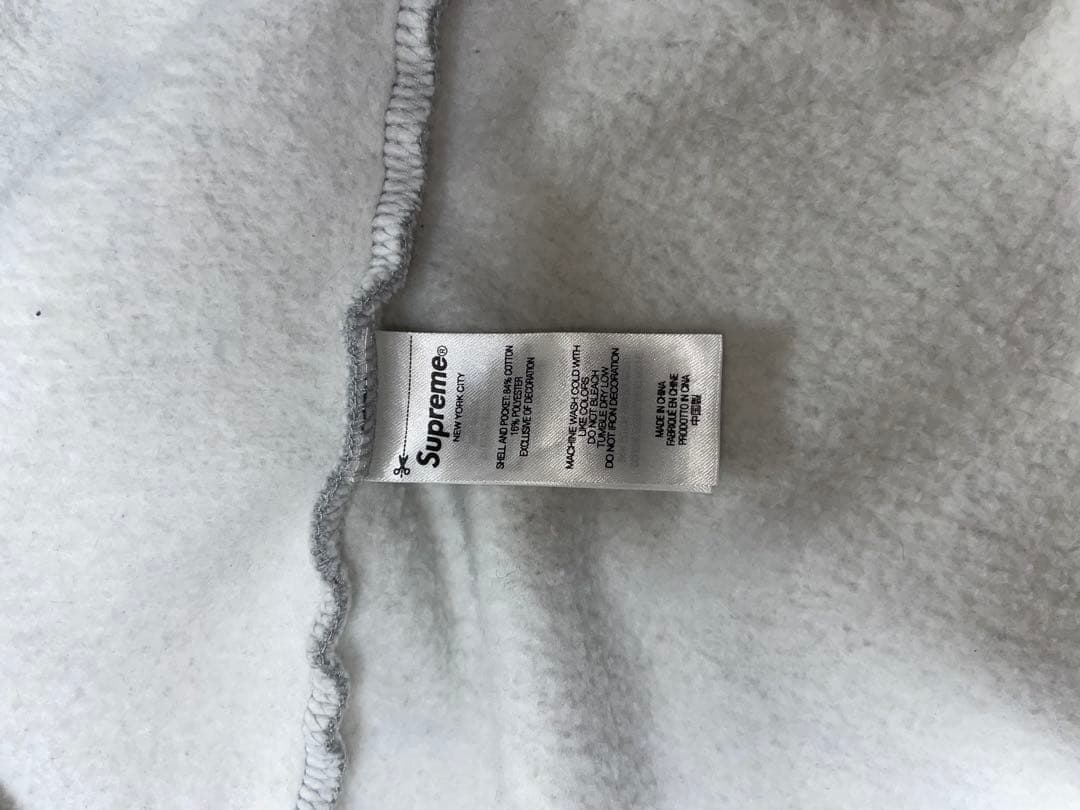 Supreme®
NEW YORK CITY
SHELL AND POCKET: 84% COTTON
16% POLYESTER
EXCLUSIVE OF DECORATION
MACHINE WASH COLD WITH
LIKE COLORS
DO NOT BLEACH
TUMBLE DRY LOW
DO NOT IRON DECORATION
MADE IN CHINA
FABRIQUÉ EN CHINE
PRODOTTO IN CINA
中国製